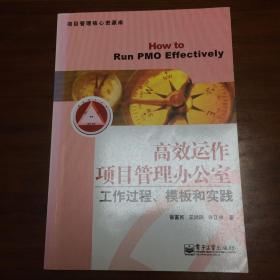 项目管理核心资源库
How to
Run PMO Effectively
高效运作
项目管理办公室
工作过程、模板和实践
著
电子工业出版社